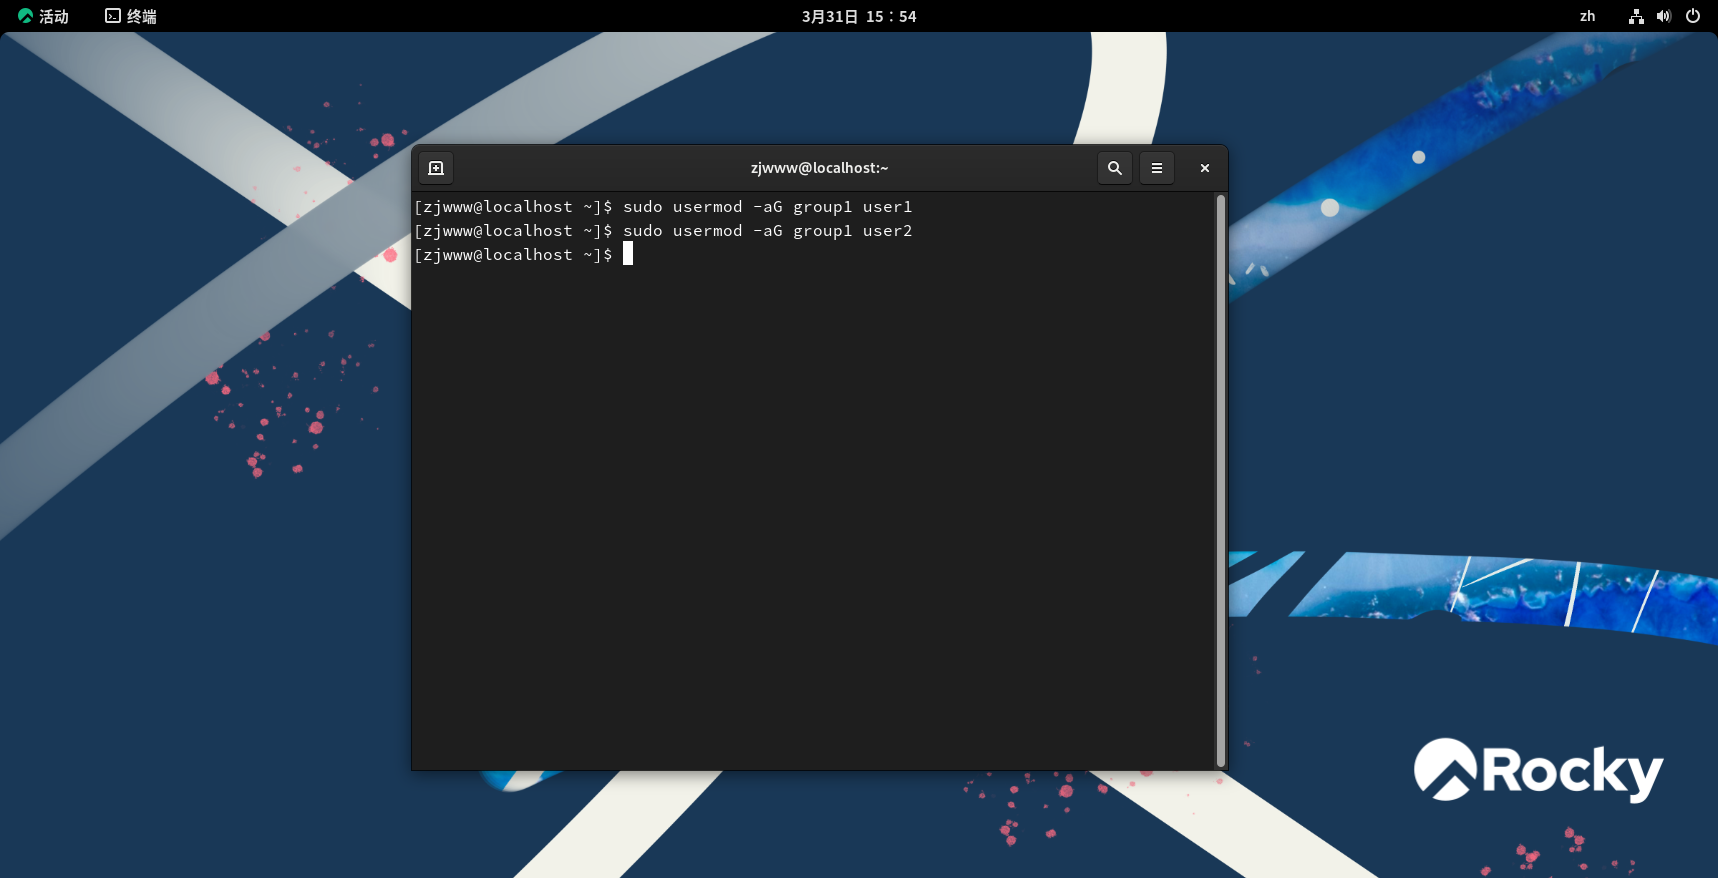 活动 终端 3月31日 15：54 zh
zjwww@localhost:~
[zjwww@localhost ~]$ sudo usermod -aG group1 user1
[zjwww@localhost ~]$ sudo usermod -aG group1 user2
[zjwww@localhost ~]$
Rocky